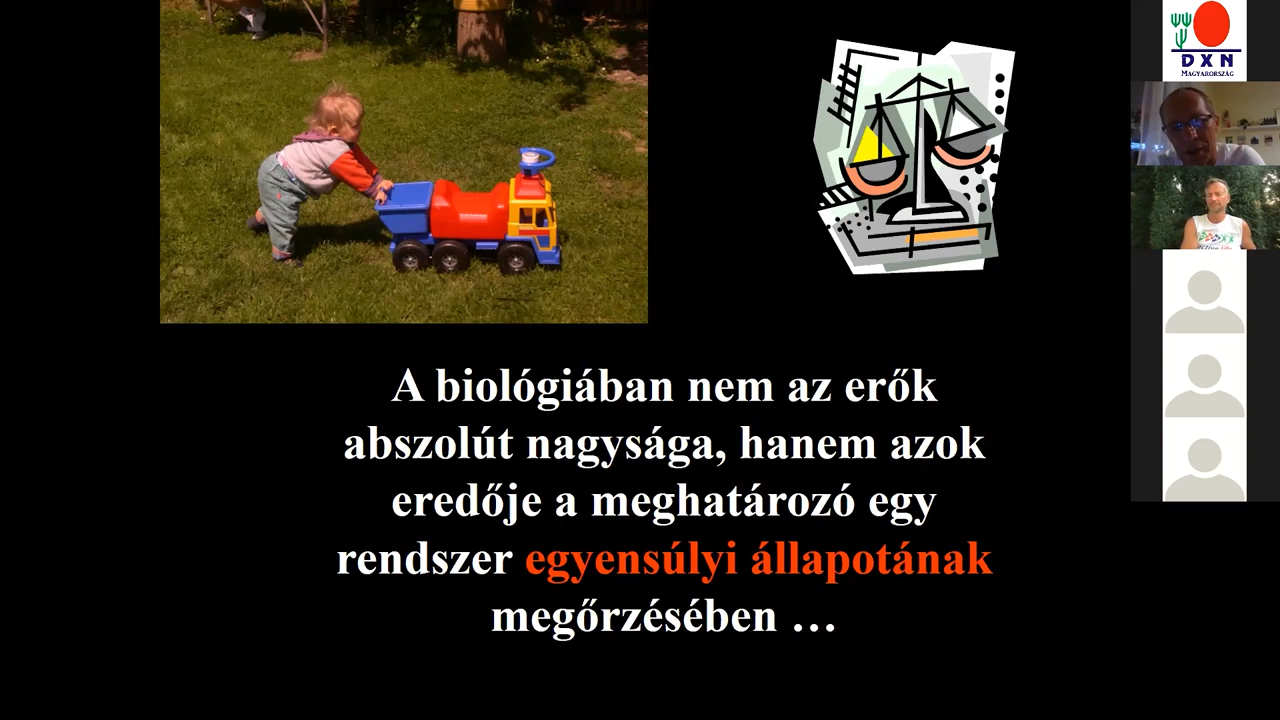 A biológiában nem az erők
abszolút nagysága, hanem azok
eredője a meghatározó egy
rendszer egyensúlyi állapotának
megőrzésében …
DXN
MAGYARORSZÁG